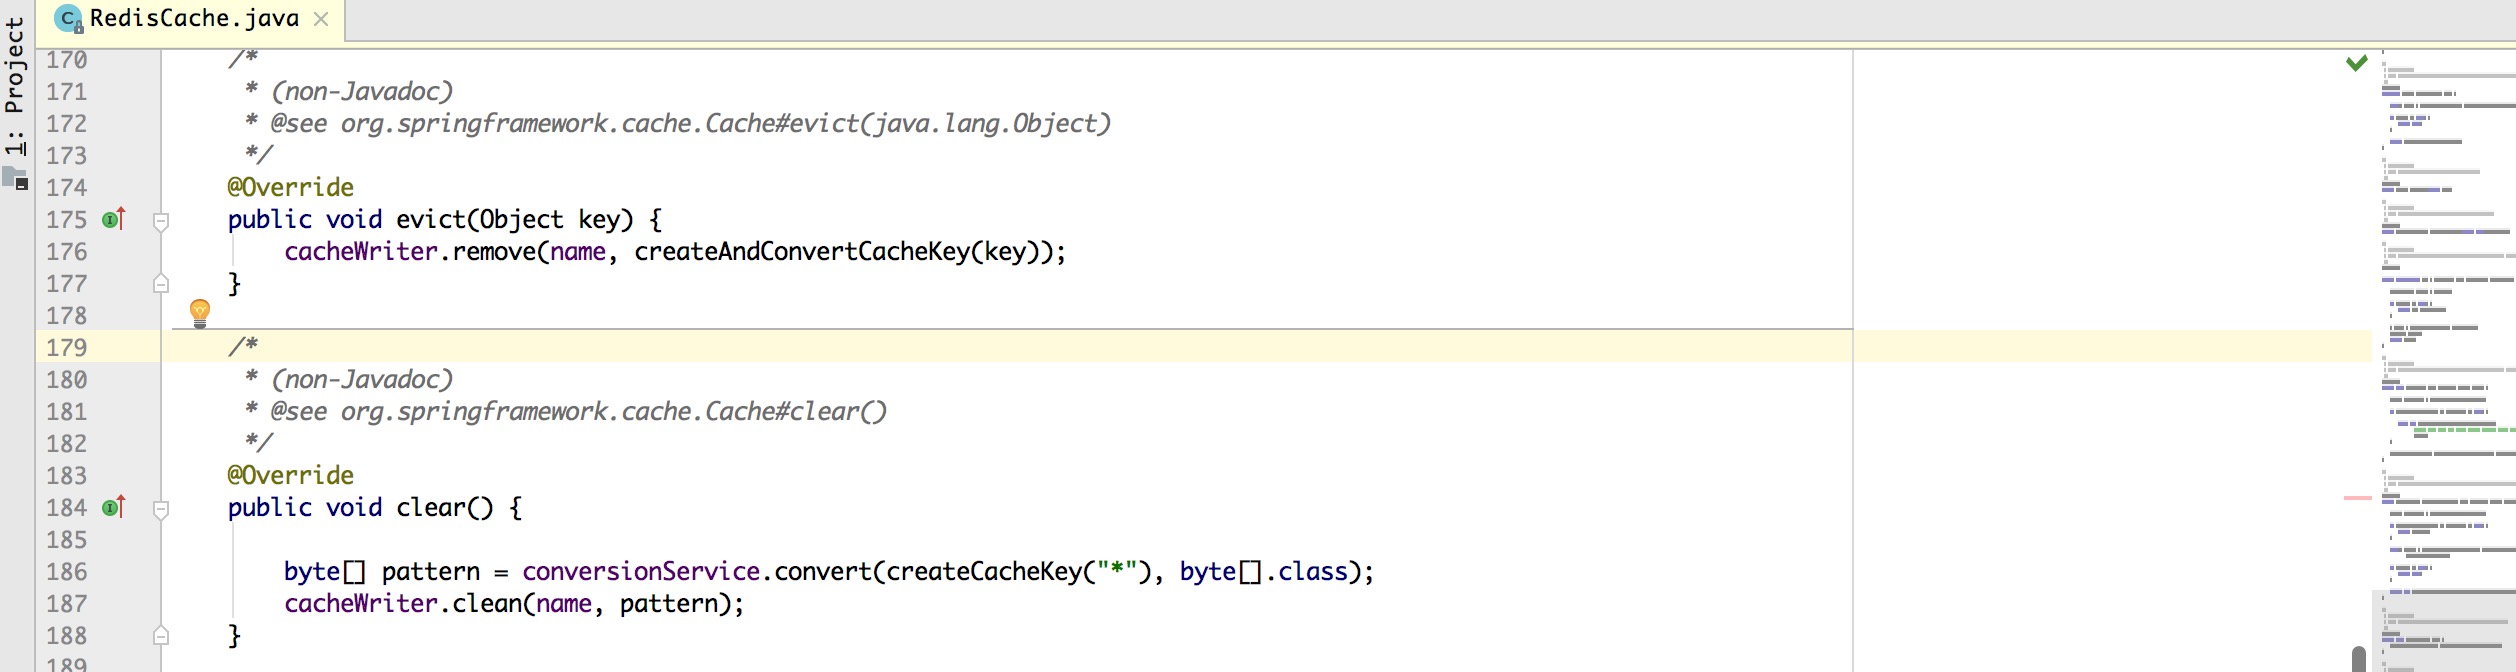 RedisCache.java
1: Project
170 /*
171 * (non-Javadoc)
172 * @see org.springframework.cache.Cache#evict(java.lang.Object)
173 */
174 @Override
175 public void evict(Object key) {
176 cacheWriter.remove(name, createAndConvertCacheKey(key));
177 }
178
179 /*
180 * (non-Javadoc)
181 * @see org.springframework.cache.Cache#clear()
182 */
183 @Override
184 public void clear() {
185
186 byte[] pattern = conversionService.convert(createCacheKey("*"), byte[].class);
187 cacheWriter.clean(name, pattern);
188 }
189